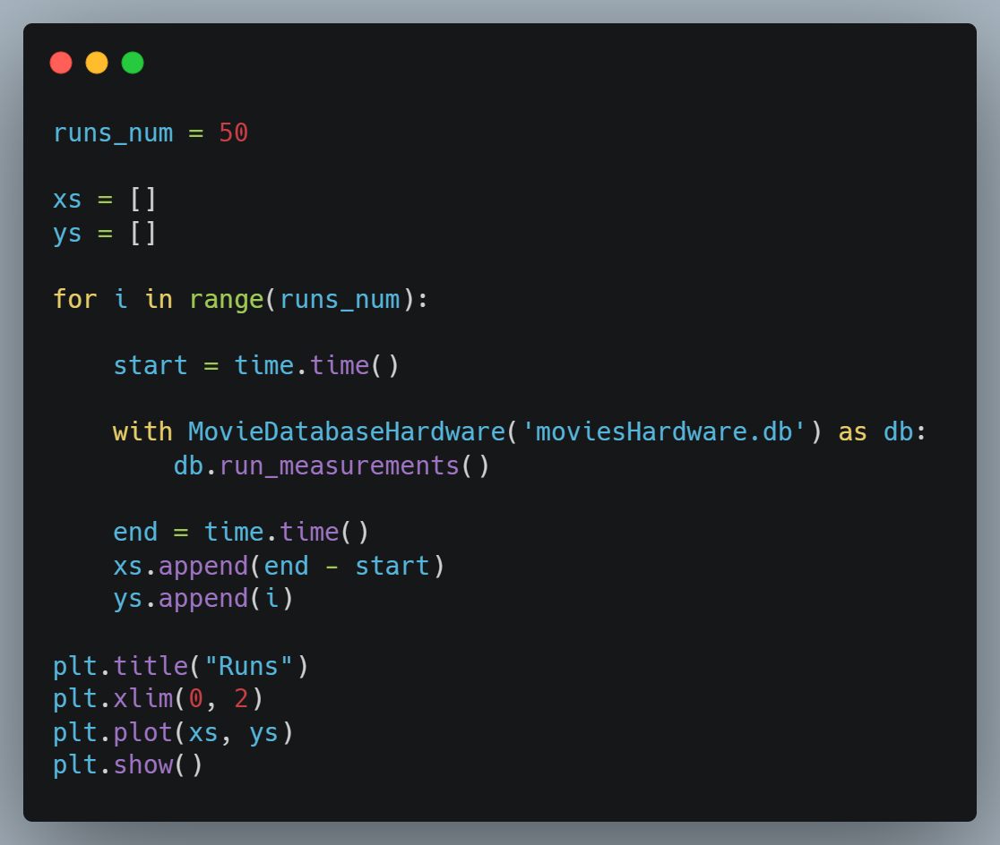 runs_num = 50
xs = []
ys = []
for i in range(runs_num):
    start = time.time()
    with MovieDatabaseHardware('moviesHardware.db') as db:
        db.run_measurements()
    end = time.time()
    xs.append(end - start)
    ys.append(i)
plt.title("Runs")
plt.xlim(0, 2)
plt.plot(xs, ys)
plt.show()